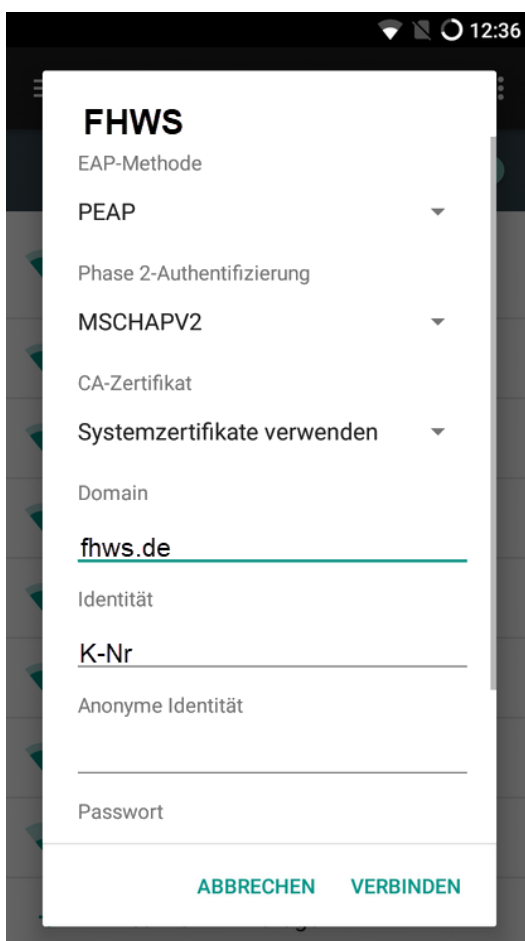 12:36
FHWS
EAP-Methode
PEAP
Phase 2-Authentifizierung
MSCHAPV2
CA-Zertifikat
Systemzertifikate verwenden
Domain
fhws.de
Identität
K-Nr
Anonyme Identität
Passwort
ABBRECHEN VERBINDEN